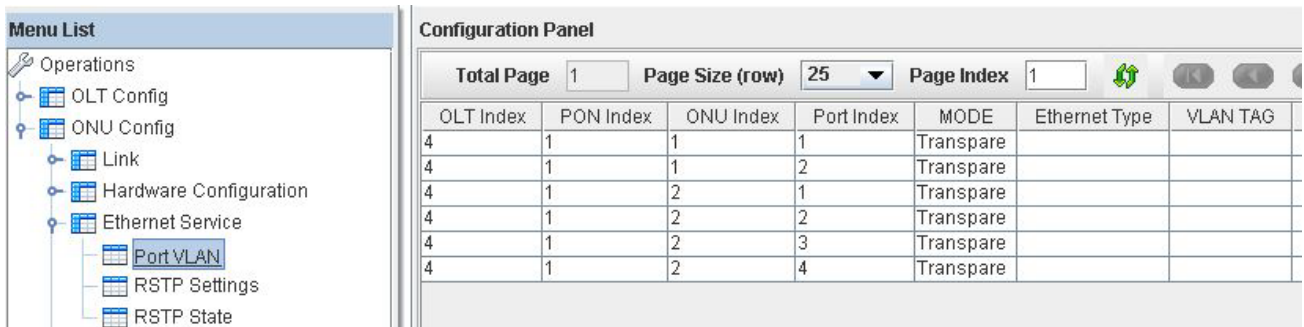 Menu List
Operations
OLT Config
ONU Config
Link
Hardware Configuration
Ethernet Service
Port VLAN
RSTP Settings
RSTP State
Configuration Panel
Total Page 1 Page Size (row) 25 Page Index 1
OLT Index PON Index ONU Index Port Index MODE Ethernet Type VLAN TAG
4 1 1 1 Transpare
4 1 1 2 Transpare
4 1 2 1 Transpare
4 1 2 2 Transpare
4 1 2 3 Transpare
4 1 2 4 Transpare